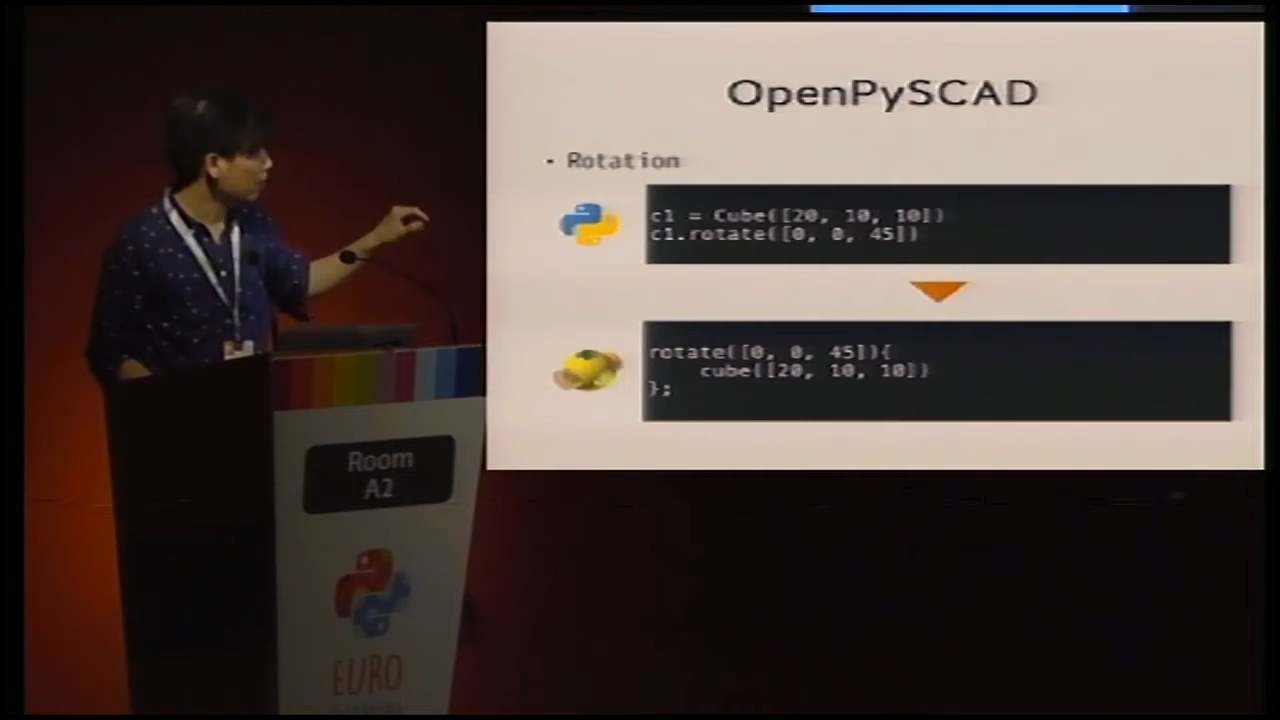 OpenPySCAD
• Rotation
c1 = Cube([20, 10, 10])
c1.rotate([0, 0, 45])
rotate([0, 0, 45]){
    cube([20, 10, 10])
};
Room
A2
EURO